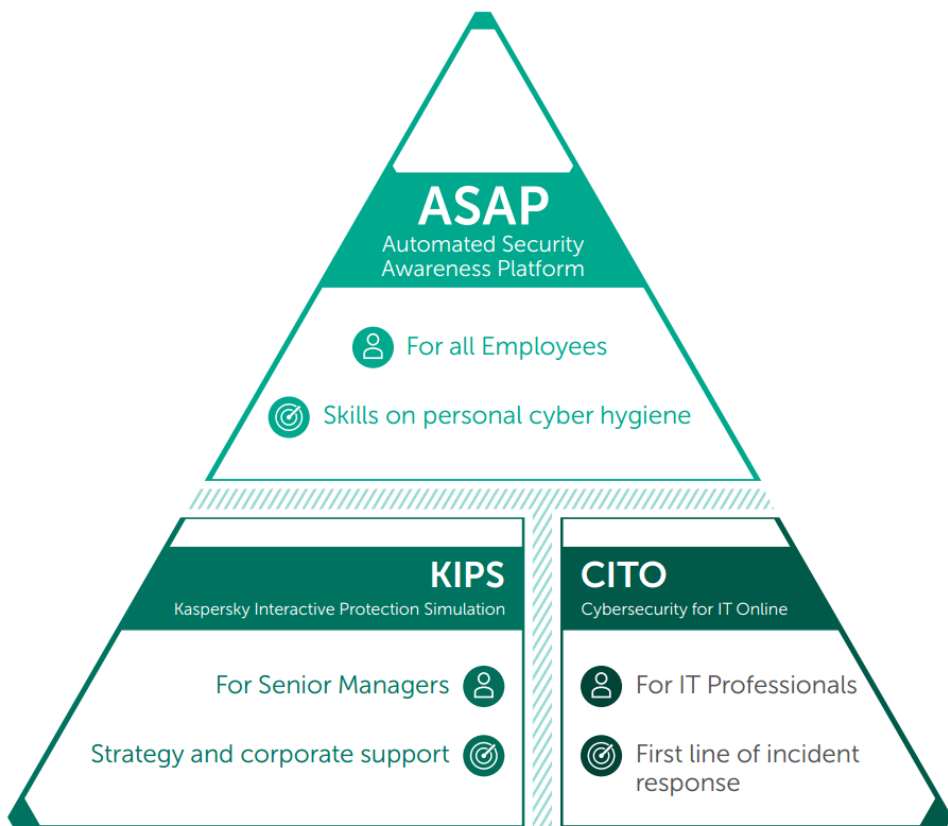 ASAP
Automated Security
Awareness Platform
For all Employees
Skills on personal cyber hygiene
KIPS
Kaspersky Interactive Protection Simulation
For Senior Managers
Strategy and corporate support
CITO
Cybersecurity for IT Online
For IT Professionals
First line of incident
response